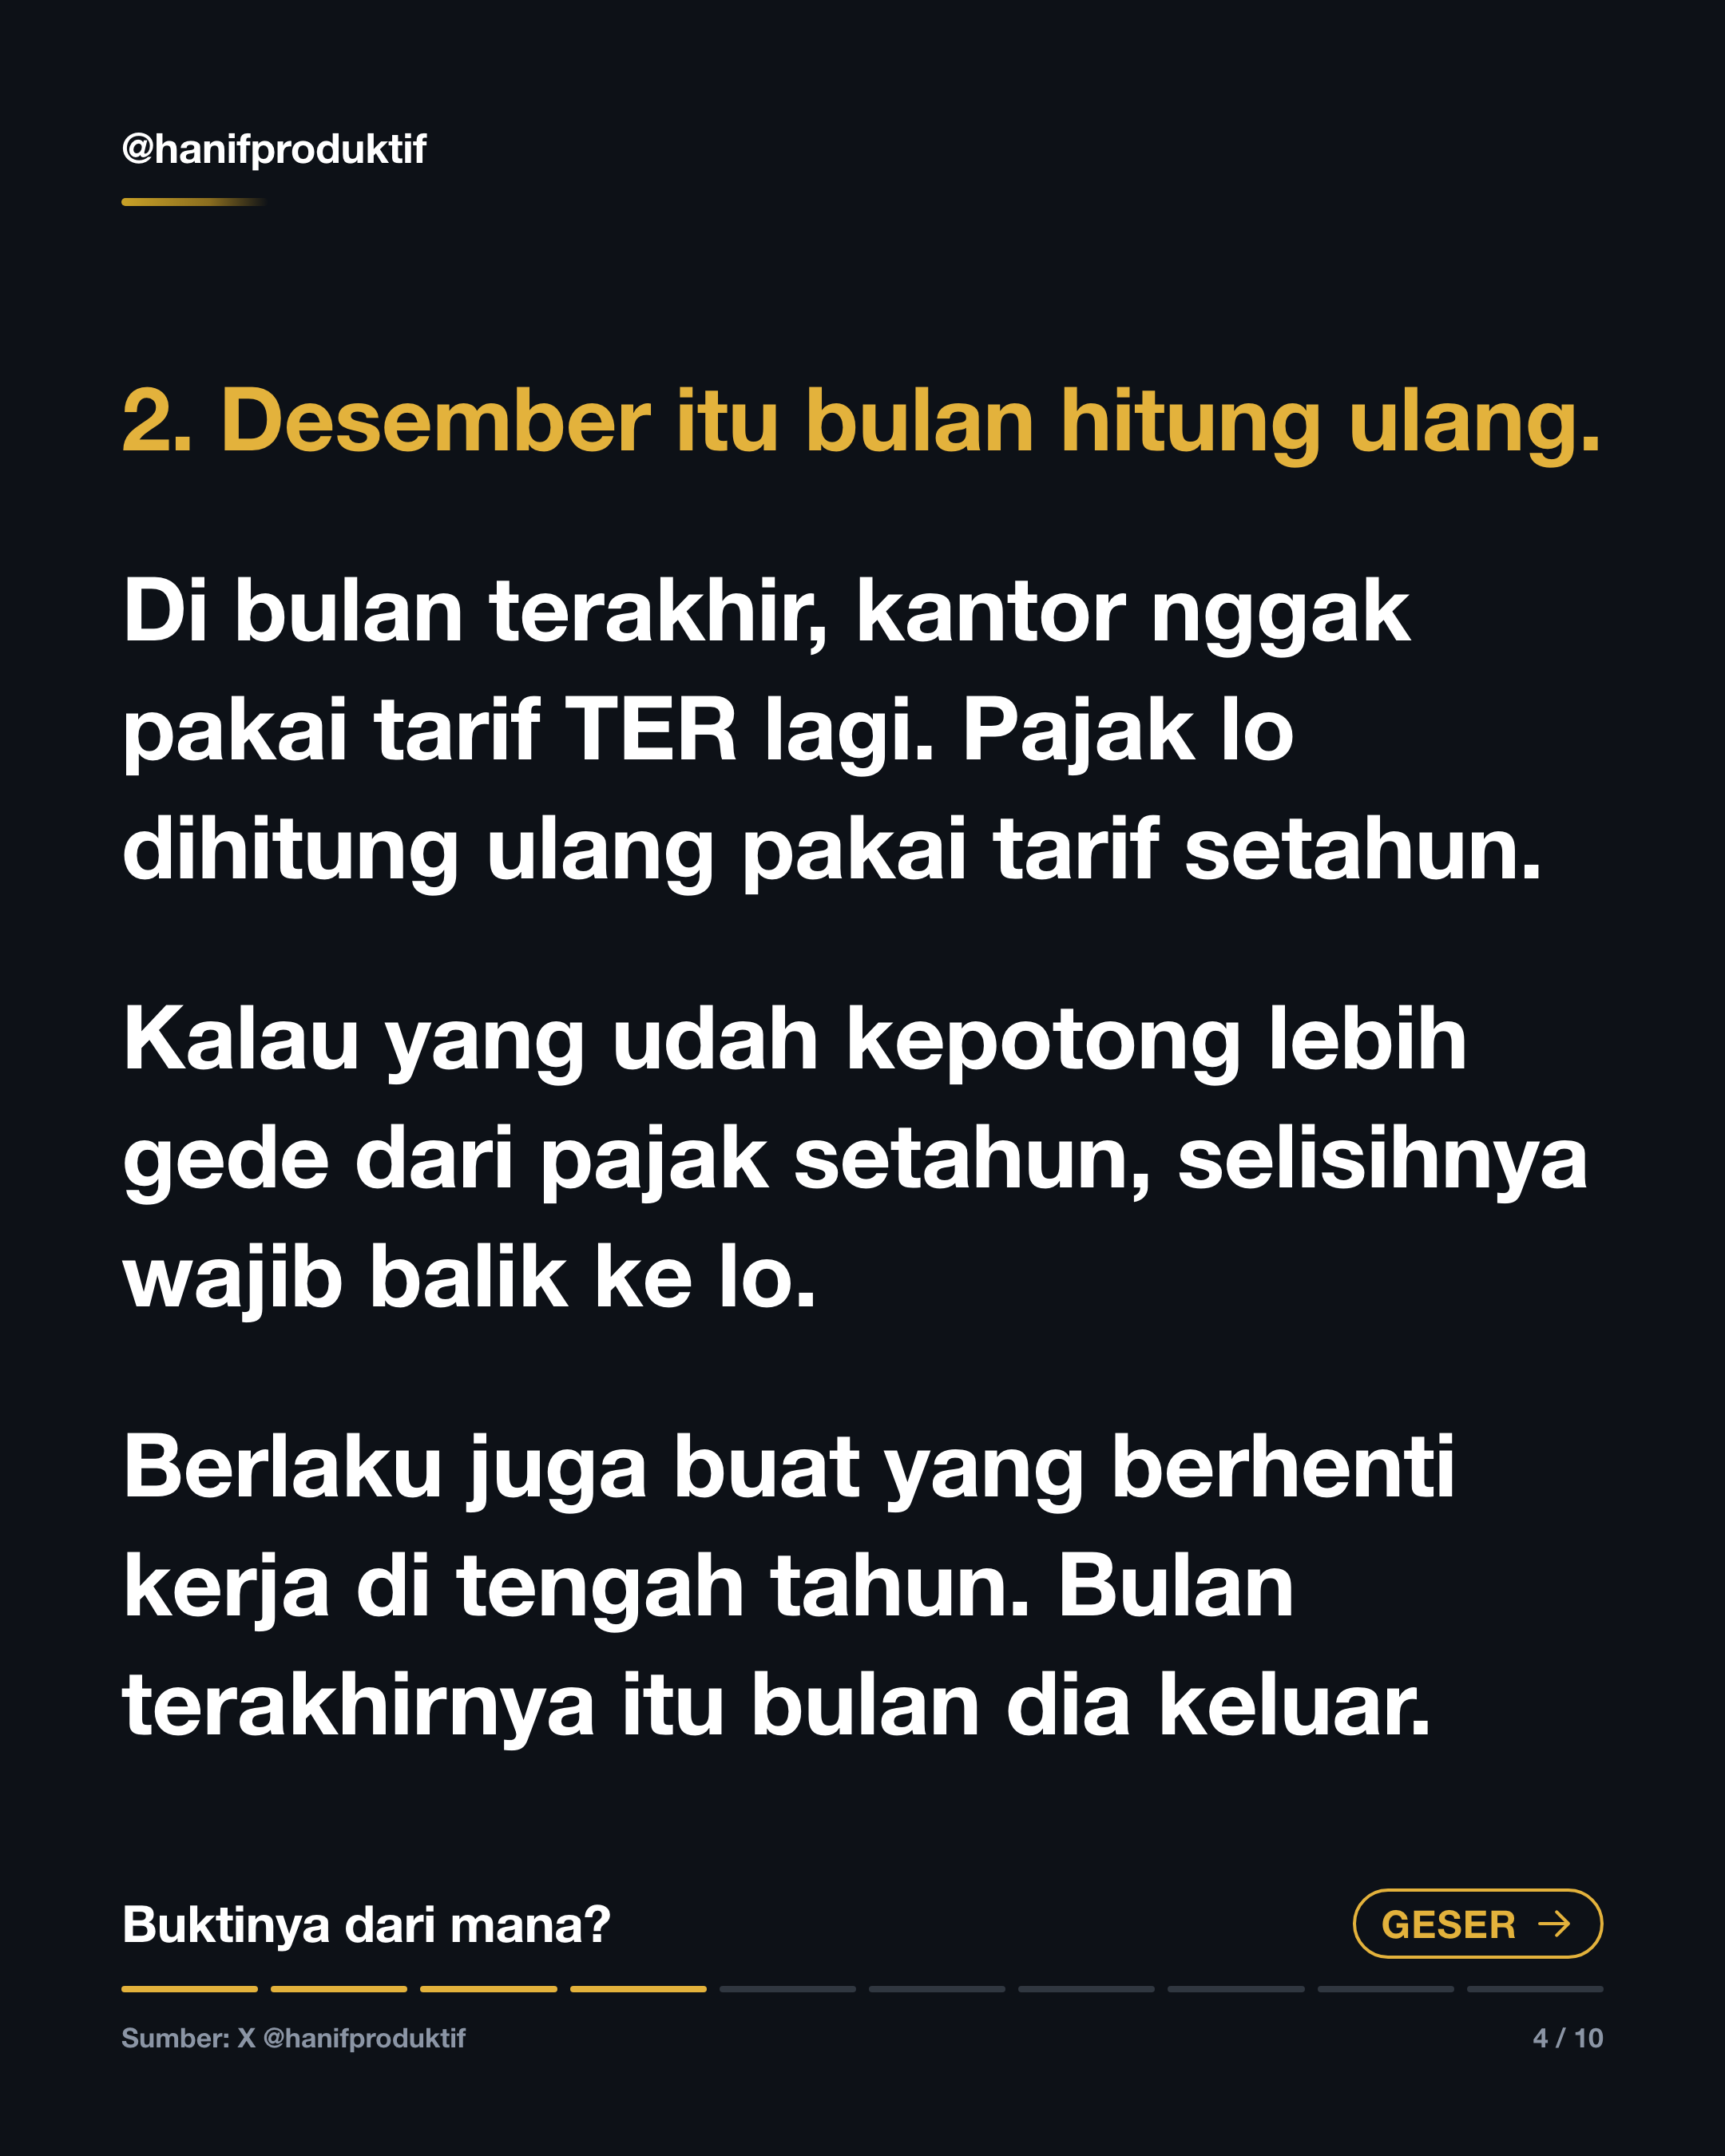 @hanifproduktif
2. Desember itu bulan hitung ulang.
Di bulan terakhir, kantor nggak
pakai tarif TER lagi. Pajak lo
dihitung ulang pakai tarif setahun.
Kalau yang udah kepotong lebih
gede dari pajak setahun, selisihnya
wajib balik ke lo.
Berlaku juga buat yang berhenti
kerja di tengah tahun. Bulan
terakhirnya itu bulan dia keluar.
Buktinya dari mana?
GESER →
Sumber: X @hanifproduktif
4 / 10